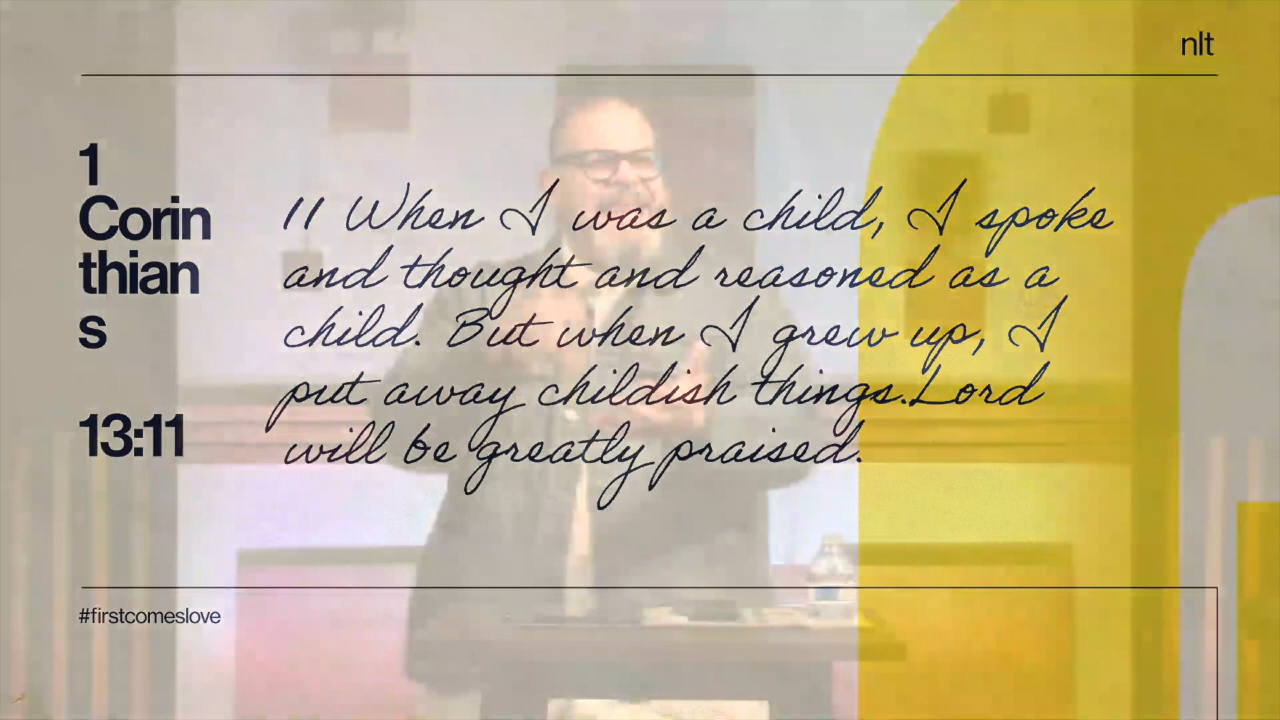 nlt
1
Corin
thian
s
13:11
11 When I was a child, I spoke
and thought and reasoned as a
child. But when I grew up, I
put away childish things.Lord
will be greatly praised.
#firstcomeslove